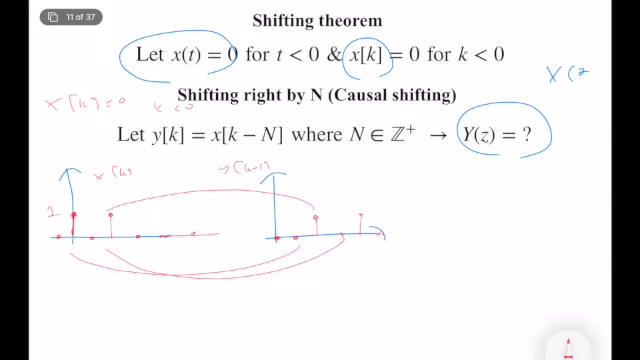 11 of 37
Shifting theorem
Let x(t) = 0 for t < 0 & x[k] = 0 for k < 0
X(z
Shifting right by N (Causal shifting)
x[k]=0 k<0
Let y[k] = x[k − N] where N ∈ ℤ⁺ → Y(z) = ?
x[k] y[k-1]
1